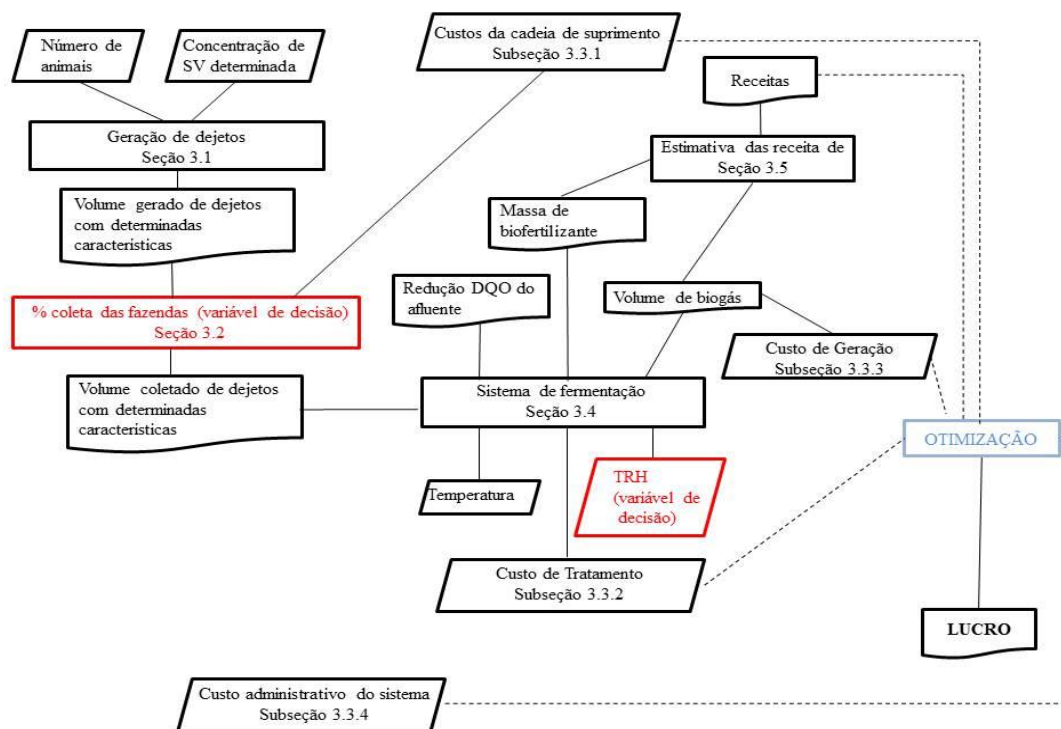 Número de
animais
Concentração de
SV determinada
Custos da cadeia de suprimento
Subseção 3.3.1
Receitas
Geração de dejetos
Seção 3.1
Estimativa das receita de
Seção 3.5
Volume gerado de dejetos
com determinadas
características
Massa de
biofertilizante
Redução DQO do
afluente
Volume de biogás
% coleta das fazendas (variável de decisão)
Seção 3.2
Custo de Geração
Subseção 3.3.3
Volume coletado de dejetos
com determinadas
características
Sistema de fermentação
Seção 3.4
OTIMIZAÇÃO
Temperatura
TRH
(variável de
decisão)
Custo de Tratamento
Subseção 3.3.2
LUCRO
Custo administrativo do sistema
Subseção 3.3.4